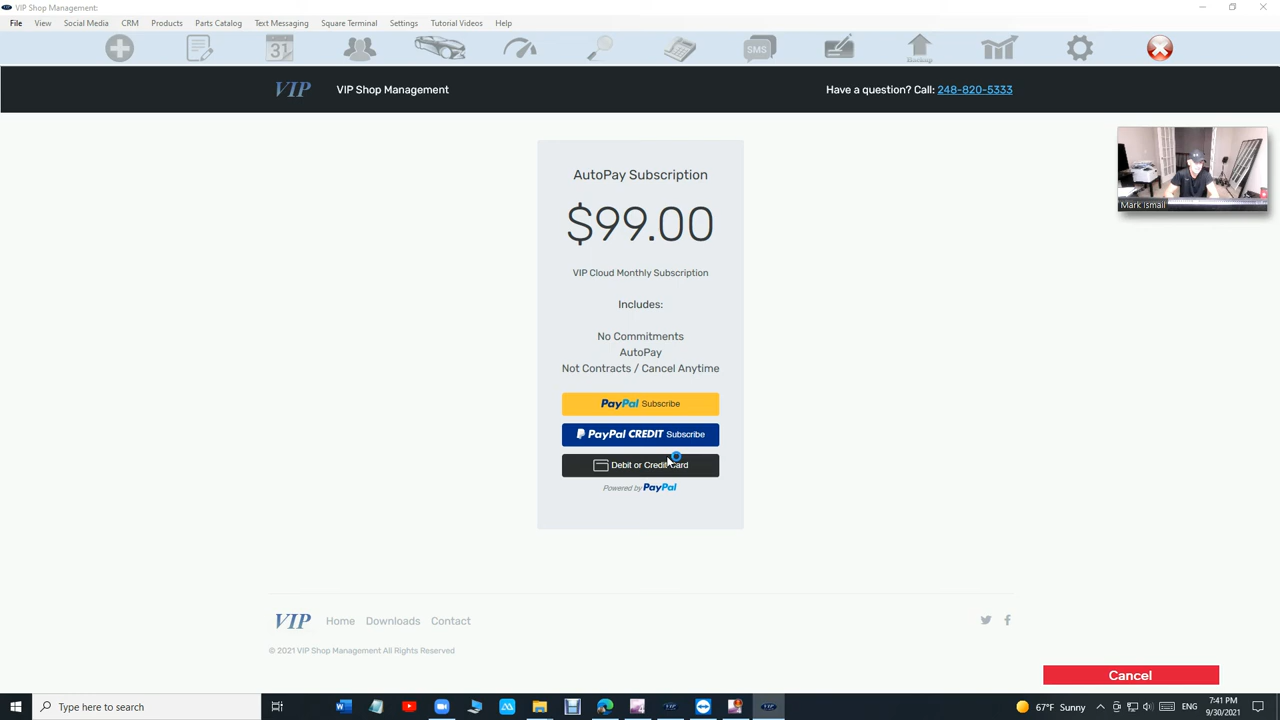 VIP Shop Management:
File View Social Media CRM Products Parts Catalog Text Messaging Square Terminal Settings Tutorial Videos Help
31
SMS
Backup
VIP VIP Shop Management Have a question? Call: 248-820-5333
Mark Ismail
AutoPay Subscription
$99.00
VIP Cloud Monthly Subscription
Includes:
No Commitments
AutoPay
Not Contracts / Cancel Anytime
PayPal Subscribe
PayPal CREDIT Subscribe
Debit or Credit Card
Powered by PayPal
VIP Home Downloads Contact
© 2021 VIP Shop Management All Rights Reserved
Cancel
Type here to search
67°F Sunny ENG 7:41 PM
9/30/2021